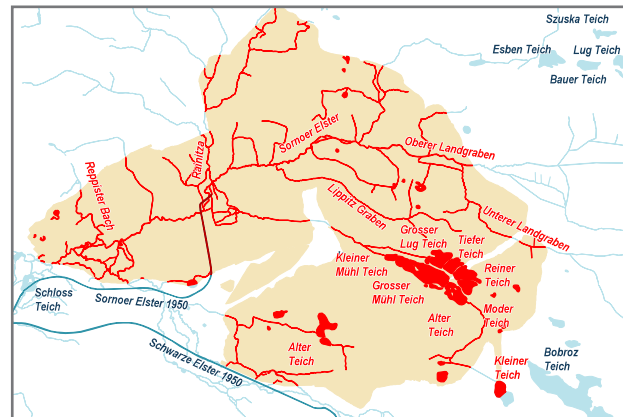 Szuska Teich
Esben Teich
Lug Teich
Bauer Teich
Sornoer Elster
Oberer Landgraben
Rainitza
Reppister Bach
Lippitz Graben
Unterer Landgraben
Grosser
Lug Teich
Tiefer
Teich
Kleiner
Mühl Teich
Reiner
Teich
Grosser
Mühl Teich
Schloss
Teich
Sornoer Elster 1950
Moder
Teich
Alter
Teich
Schwarze Elster 1950
Alter
Teich
Bobroz
Teich
Kleiner
Teich